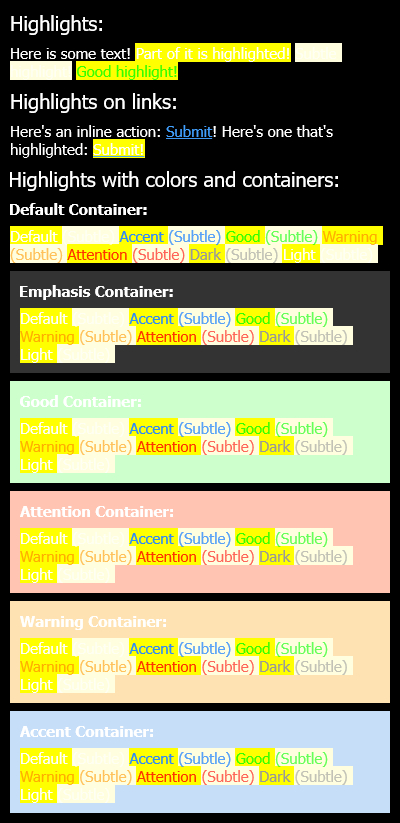 Highlights:
Here is some text! Part of it is highlighted!
Good highlight!
Highlights on links:
Here's an inline action: Submit! Here's one that's
highlighted: Submit!
Highlights with colors and containers:
Default Container:
Default Accent (Subtle) Good (Subtle) Warning
(Subtle) Attention (Subtle) Dark (Subtle) Light
Emphasis Container:
Default Accent (Subtle) Good (Subtle)
Warning (Subtle) Attention (Subtle) Dark (Subtle)
Light
Good Container:
Default Accent (Subtle) Good (Subtle)
Warning (Subtle) Attention (Subtle) Dark (Subtle)
Light
Attention Container:
Default Accent (Subtle) Good (Subtle)
Warning (Subtle) Attention (Subtle) Dark (Subtle)
Light
Warning Container:
Default Accent (Subtle) Good (Subtle)
Warning (Subtle) Attention (Subtle) Dark (Subtle)
Light
Accent Container:
Default Accent (Subtle) Good (Subtle)
Warning (Subtle) Attention (Subtle) Dark (Subtle)
Light